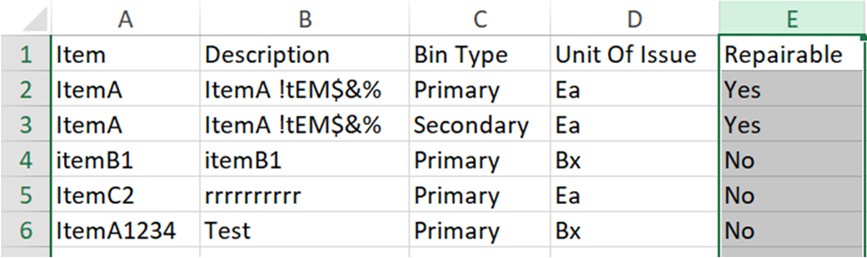 A B C D E
1 Item Description Bin Type Unit Of Issue Repairable
2 ItemA ItemA !tEM$&% Primary Ea Yes
3 ItemA ItemA !tEM$&% Secondary Ea Yes
4 itemB1 itemB1 Primary Bx No
5 ItemC2 rrrrrrrrrr Primary Ea No
6 ItemA1234 Test Primary Bx No